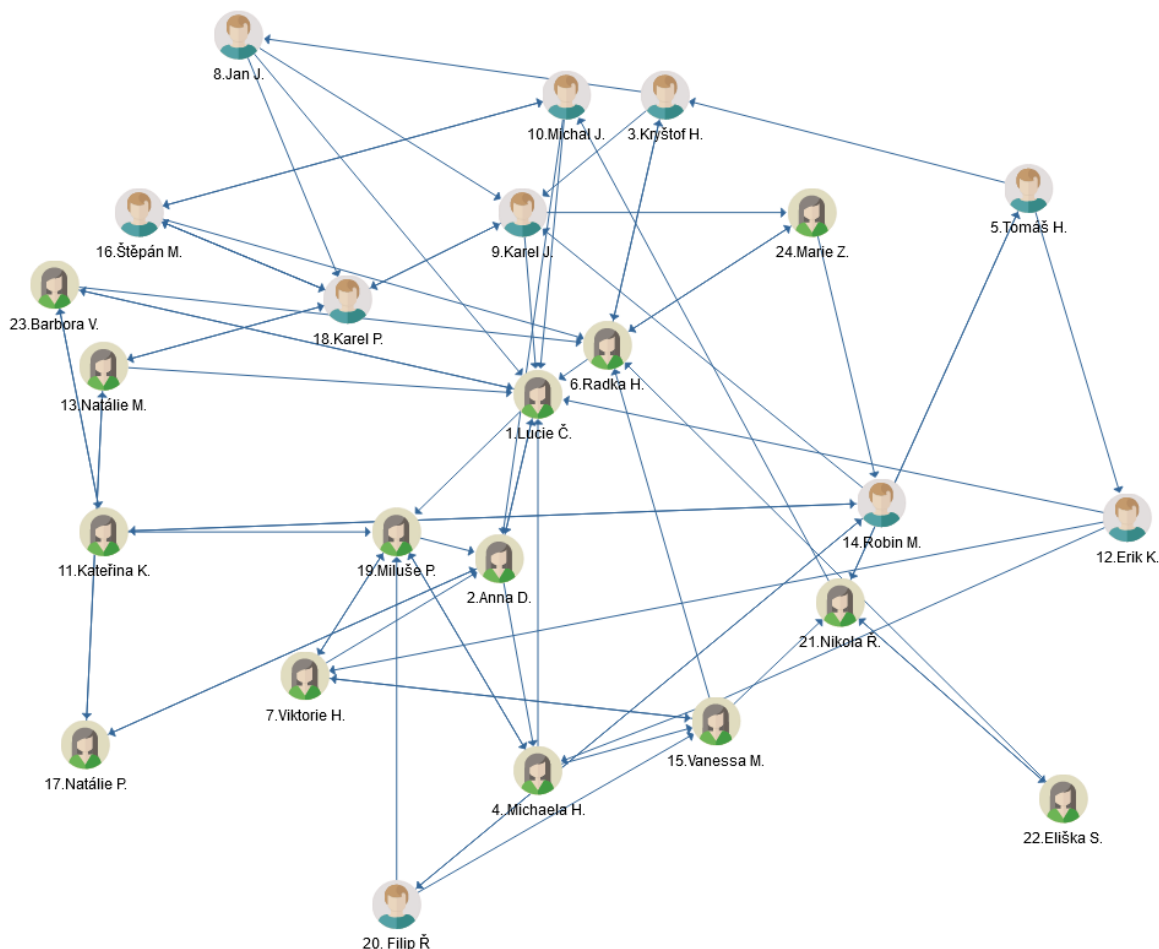 8.Jan J.
10.Michal J.
3.Kryštof H.
16.Štěpán M.
9.Karel J.
24.Marie Z.
5.Tomáš H.
23.Barbora V.
18.Karel P.
6.Radka H.
13.Natálie M.
1.Lucie Č.
11.Kateřina K.
19.Miluše P.
2.Anna D.
14.Robin M.
12.Erik K.
21.Nikola Ř.
7.Viktorie H.
17.Natálie P.
15.Vanessa M.
4. Michaela H.
22.Eliška S.
20. Filip Ř